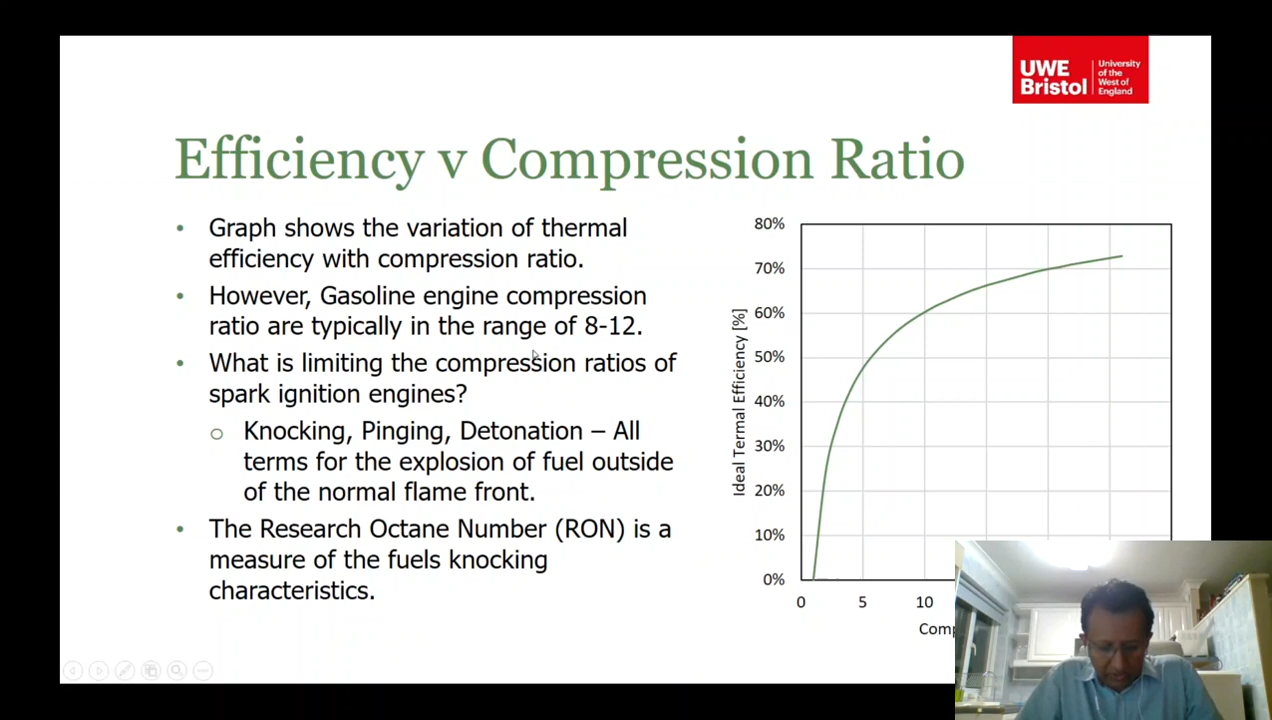 UWE
Bristol
University
of the
West of
England
Efficiency v Compression Ratio
• Graph shows the variation of thermal
efficiency with compression ratio.
• However, Gasoline engine compression
ratio are typically in the range of 8-12.
• What is limiting the compression ratios of
spark ignition engines?
o Knocking, Pinging, Detonation – All
terms for the explosion of fuel outside
of the normal flame front.
• The Research Octane Number (RON) is a
measure of the fuels knocking
characteristics.
80%
70%
60%
50%
40%
30%
20%
10%
0%
Ideal Termal Efficiency [%]
0 5 10